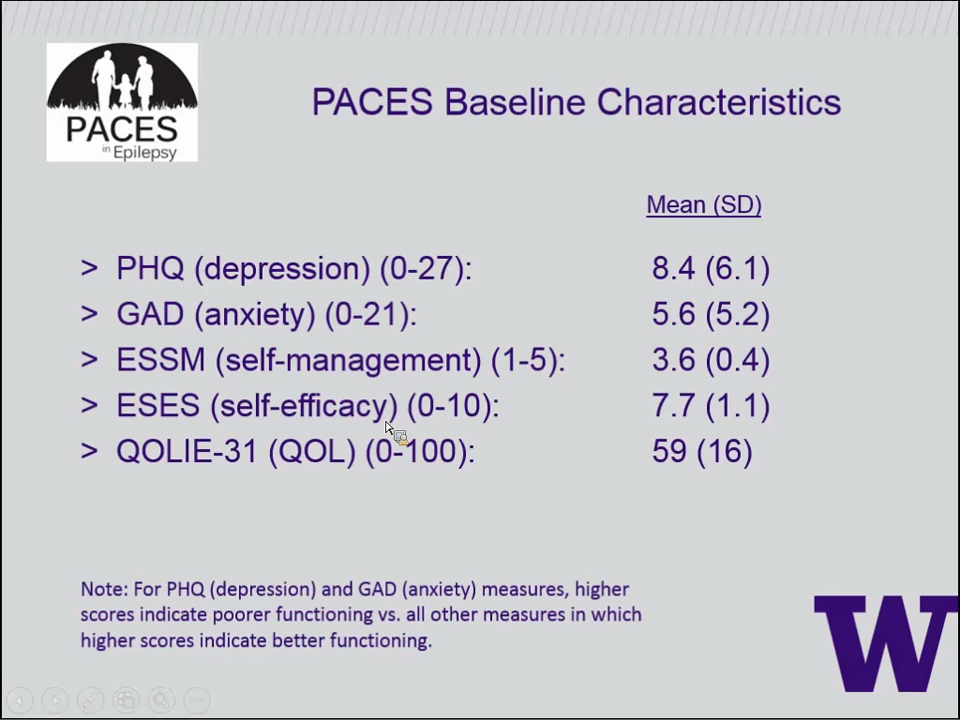 PACES
in Epilepsy
PACES Baseline Characteristics
Mean (SD)
> PHQ (depression) (0-27): 8.4 (6.1)
> GAD (anxiety) (0-21): 5.6 (5.2)
> ESSM (self-management) (1-5): 3.6 (0.4)
> ESES (self-efficacy) (0-10): 7.7 (1.1)
> QOLIE-31 (QOL) (0-100): 59 (16)
Note: For PHQ (depression) and GAD (anxiety) measures, higher
scores indicate poorer functioning vs. all other measures in which
higher scores indicate better functioning.
W